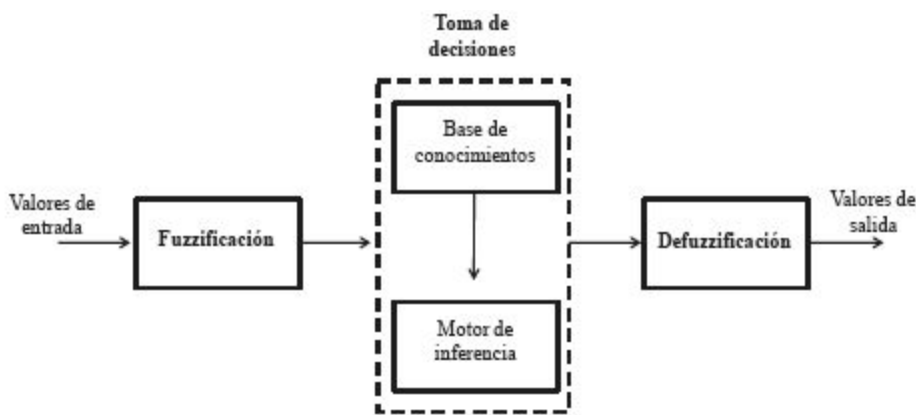 Toma de
decisiones
Base de
conocimientos
Valores de
entrada
Fuzzificación
Defuzzificación
Valores de
salida
Motor de
inferencia